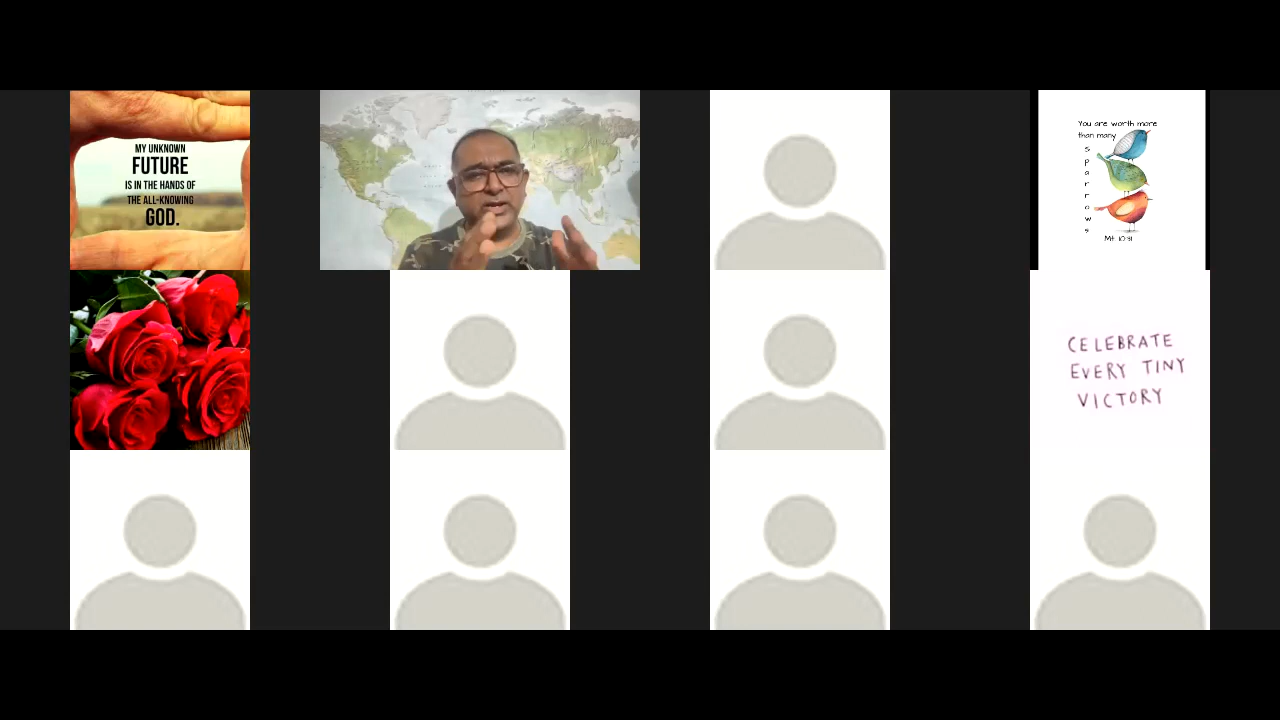 MY UNKNOWN
FUTURE
IS IN THE HANDS OF
THE ALL-KNOWING
GOD.
You are worth more
than many
s
p
a
r
r
o
w
s
Mt. 10:31
CELEBRATE
EVERY TINY
VICTORY